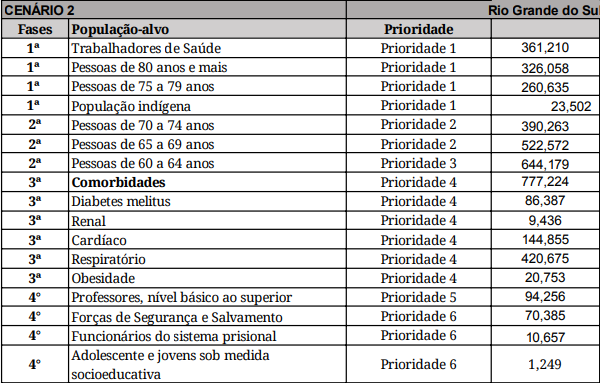 CENÁRIO 2 Rio Grande do Su
Fases População-alvo Prioridade
1ª Trabalhadores de Saúde Prioridade 1 361,210
1ª Pessoas de 80 anos e mais Prioridade 1 326,058
1ª Pessoas de 75 a 79 anos Prioridade 1 260,635
1ª População indígena Prioridade 1 23,502
2ª Pessoas de 70 a 74 anos Prioridade 2 390,263
2ª Pessoas de 65 a 69 anos Prioridade 2 522,572
2ª Pessoas de 60 a 64 anos Prioridade 3 644,179
3ª Comorbidades Prioridade 4 777,224
3ª Diabetes melitus Prioridade 4 86,387
3ª Renal Prioridade 4 9,436
3ª Cardíaco Prioridade 4 144,855
3ª Respiratório Prioridade 4 420,675
3ª Obesidade Prioridade 4 20,753
4° Professores, nível básico ao superior Prioridade 5 94,256
4° Forças de Segurança e Salvamento Prioridade 6 70,385
4° Funcionários do sistema prisional Prioridade 6 10,657
4° Adolescente e jovens sob medida socioeducativa Prioridade 6 1,249